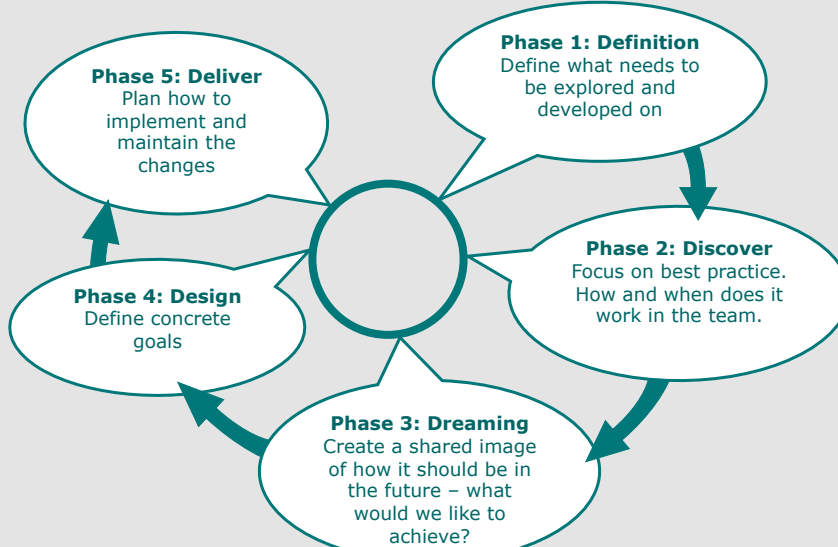 Phase 1: Definition
Define what needs to
be explored and
developed on
Phase 2: Discover
Focus on best practice.
How and when does it
work in the team.
Phase 3: Dreaming
Create a shared image
of how it should be in
the future – what
would we like to
achieve?
Phase 4: Design
Define concrete
goals
Phase 5: Deliver
Plan how to
implement and
maintain the
changes